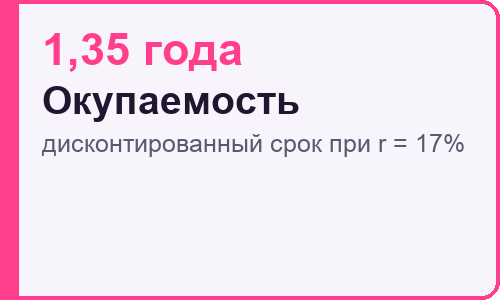 1,35 года
Окупаемость
дисконтированный срок при r = 17%